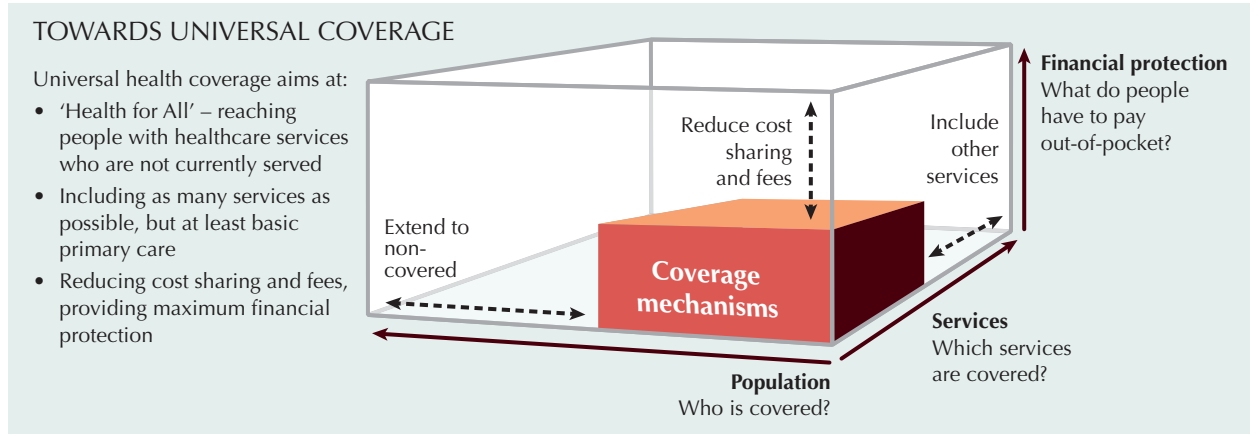 TOWARDS UNIVERSAL COVERAGE
Universal health coverage aims at:
• ‘Health for All’ – reaching
people with healthcare services
who are not currently served
• Including as many services as
possible, but at least basic
primary care
• Reducing cost sharing and fees,
providing maximum financial
protection
Extend to
non-
covered
Reduce cost
sharing
and fees
Include
other
services
Coverage
mechanisms
Financial protection
What do people
have to pay
out-of-pocket?
Services
Which services
are covered?
Population
Who is covered?